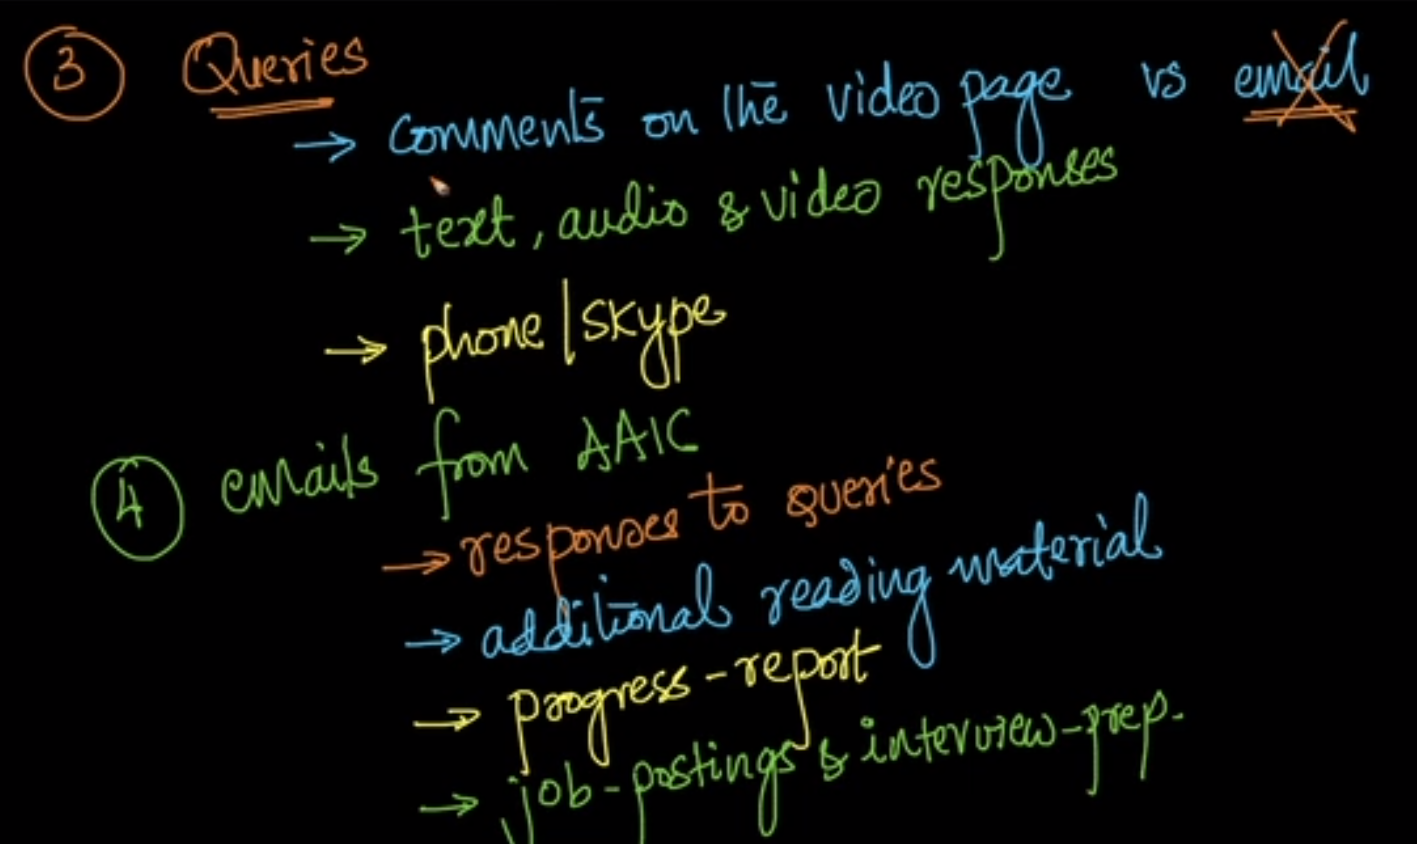 3 Queries
→ comments on the video page vs email
→ text, audio & video responses
→ phone | skype
4 emails from AAIC
→ responses to queries
→ additional reading material
→ progress-report
→ job-postings & interview-prep.